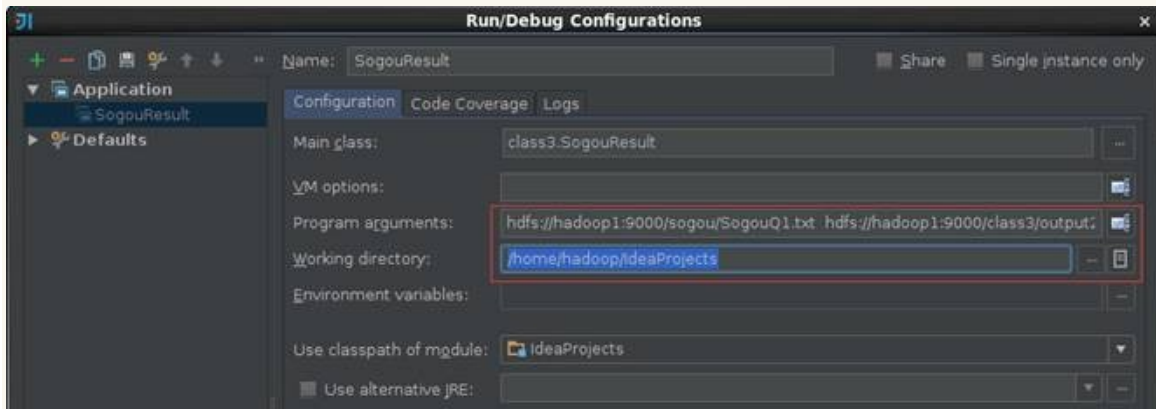 Run/Debug Configurations
Name: SogouResult Share Single instance only
Application
SogouResult
Defaults
Configuration Code Coverage Logs
Main class: class3.SogouResult
VM options:
Program arguments: hdfs://hadoop1:9000/sogou/SogouQ1.txt hdfs://hadoop1:9000/class3/output2
Working directory: /home/hadoop/IdeaProjects
Environment variables:
Use classpath of module: IdeaProjects
Use alternative JRE: